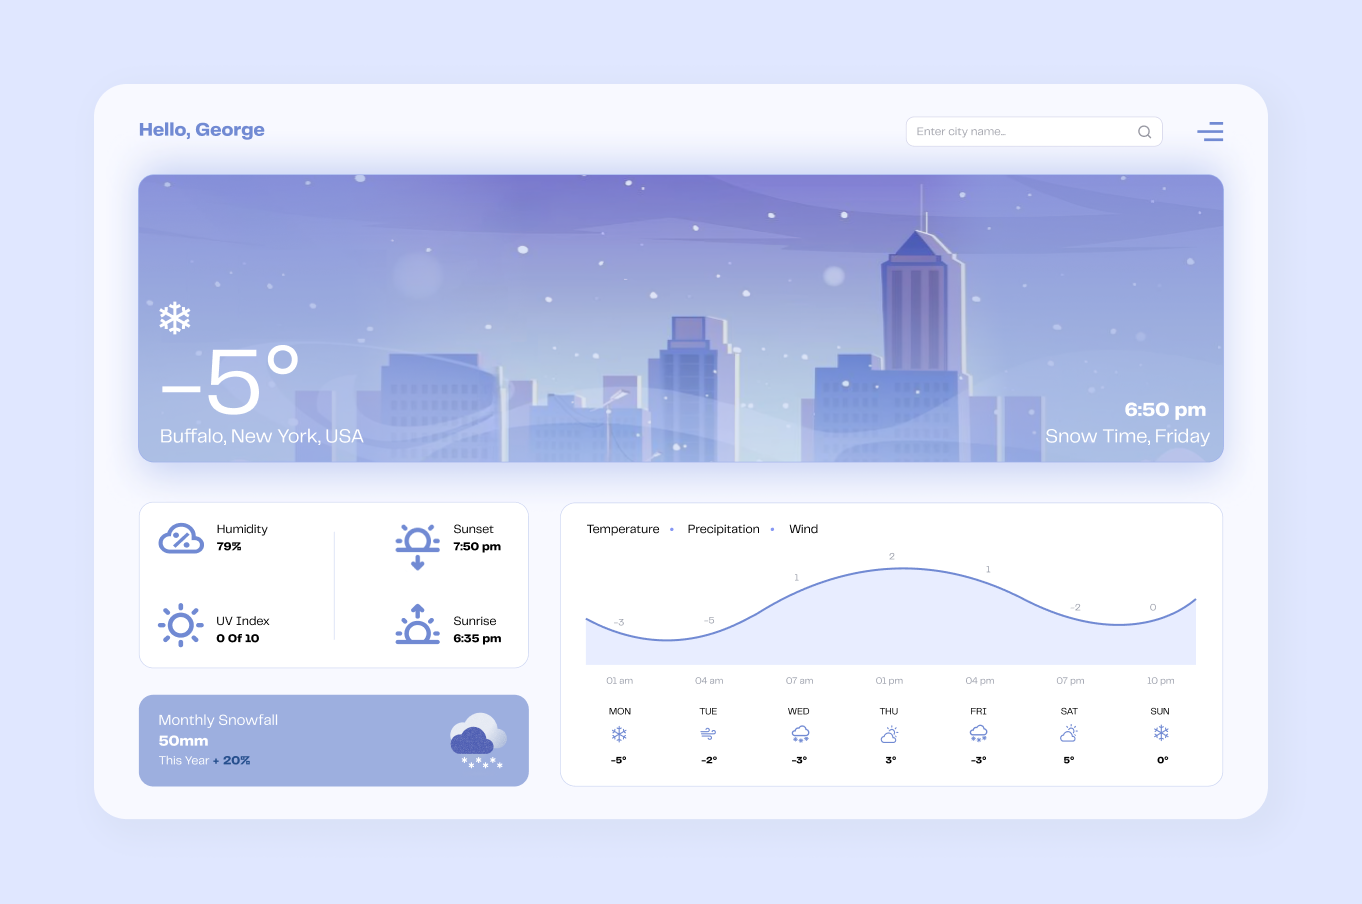 Hello, George
Enter city name..
–5°
Buffalo, New York, USA
6:50 pm
Snow Time, Friday
Humidity
79%
Sunset
7:50 pm
UV Index
0 Of 10
Sunrise
6:35 pm
Monthly Snowfall
50mm
This Year + 20%
Temperature • Precipitation • Wind
-3 -5 1 2 1 -2 0
01 am 04 am 07 am 01 pm 04 pm 07 pm 10 pm
MON TUE WED THU FRI SAT SUN
-5° -2° -3° 3° -3° 5° 0°